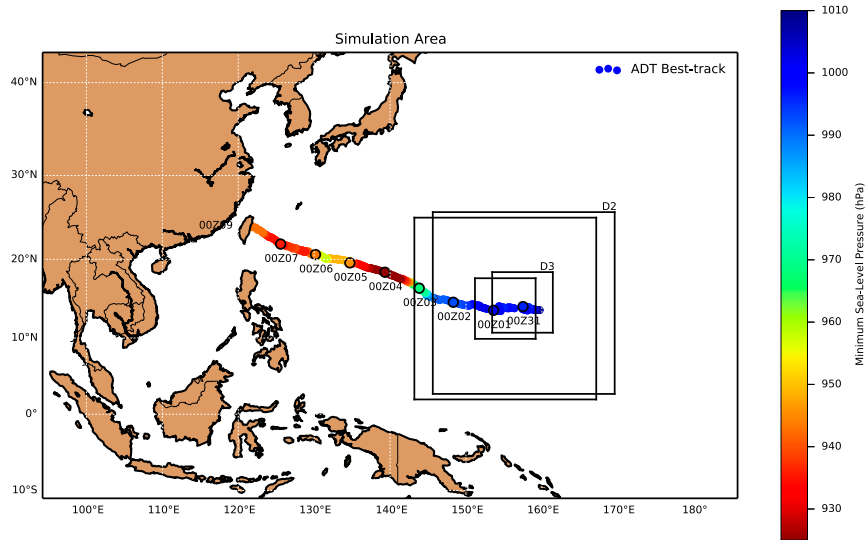 Simulation Area
ADT Best-track
40°N
30°N
20°N
10°N
0°
10°S
100°E
110°E
120°E
130°E
140°E
150°E
160°E
170°E
180°
D2
D3
00Z09
00Z07
00Z06
00Z05
00Z04
00Z03
00Z02
00Z01
00Z31
1010
1000
990
980
970
960
950
940
930
Minimum Sea-Level Pressure (hPa)